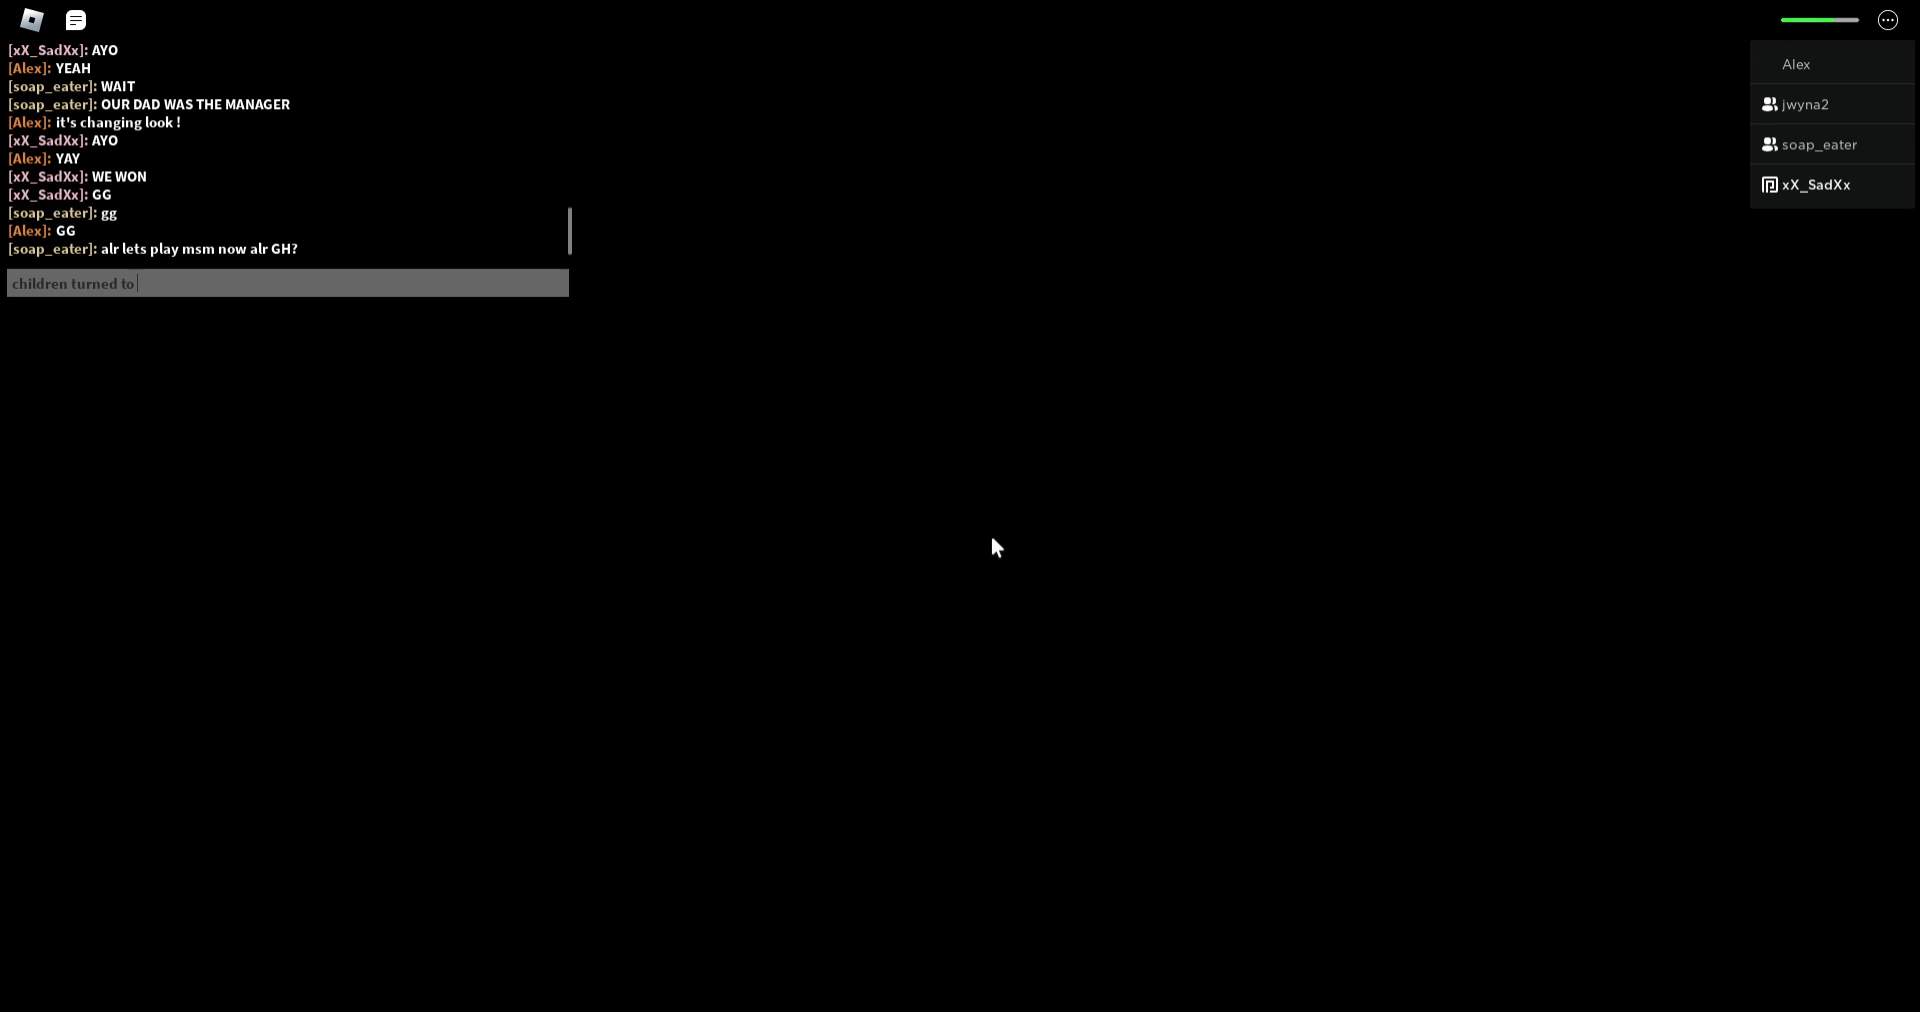 [xX_SadXx]: AYO
[Alex]: YEAH
[soap_eater]: WAIT
[soap_eater]: OUR DAD WAS THE MANAGER
[Alex]: it's changing look !
[xX_SadXx]: AYO
[Alex]: YAY
[xX_SadXx]: WE WON
[xX_SadXx]: GG
[soap_eater]: gg
[Alex]: GG
[soap_eater]: alr lets play msm now alr GH?
children turned to
Alex
jwyna2
soap_eater
xX_SadXx